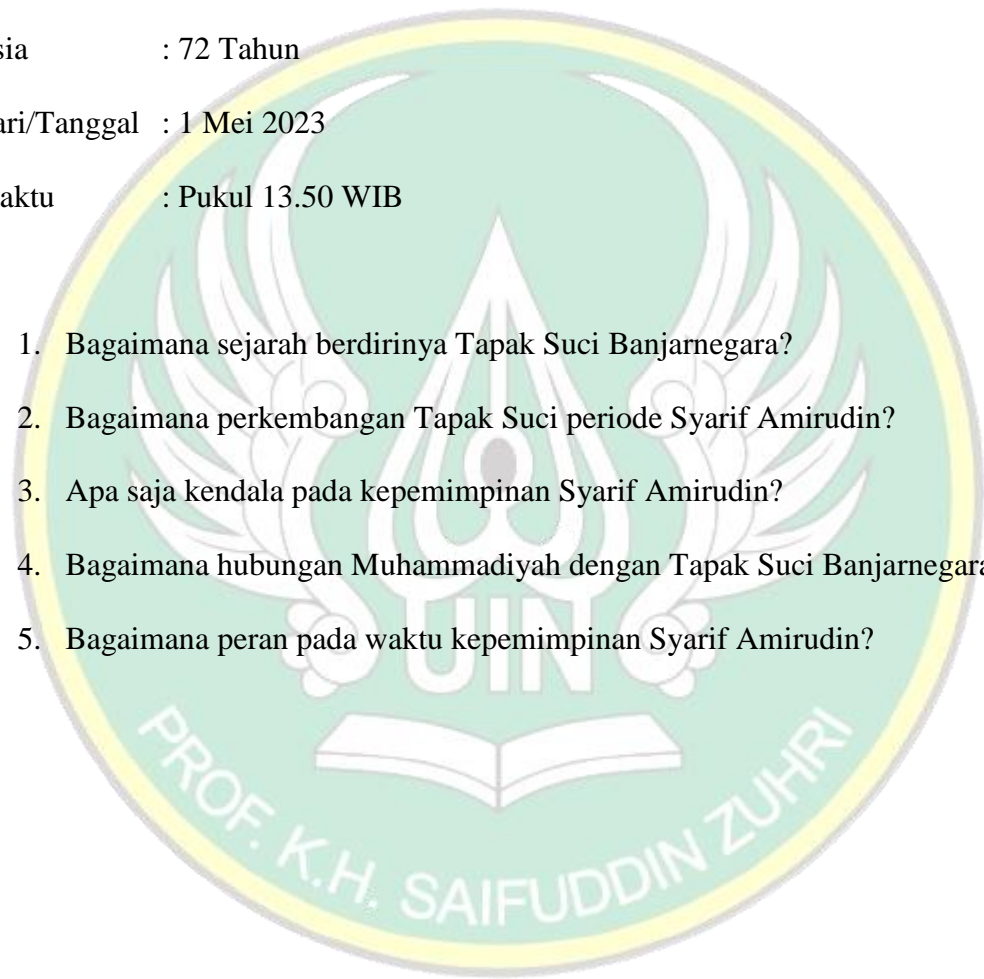 sia : 72 Tahun
ari/Tanggal : 1 Mei 2023
aktu : Pukul 13.50 WIB
1. Bagaimana sejarah berdirinya Tapak Suci Banjarnegara?
2. Bagaimana perkembangan Tapak Suci periode Syarif Amirudin?
3. Apa saja kendala pada kepemimpinan Syarif Amirudin?
4. Bagaimana hubungan Muhammadiyah dengan Tapak Suci Banjarnegara
5. Bagaimana peran pada waktu kepemimpinan Syarif Amirudin?
UIN
PROF. K.H. SAIFUDDIN ZUHRI